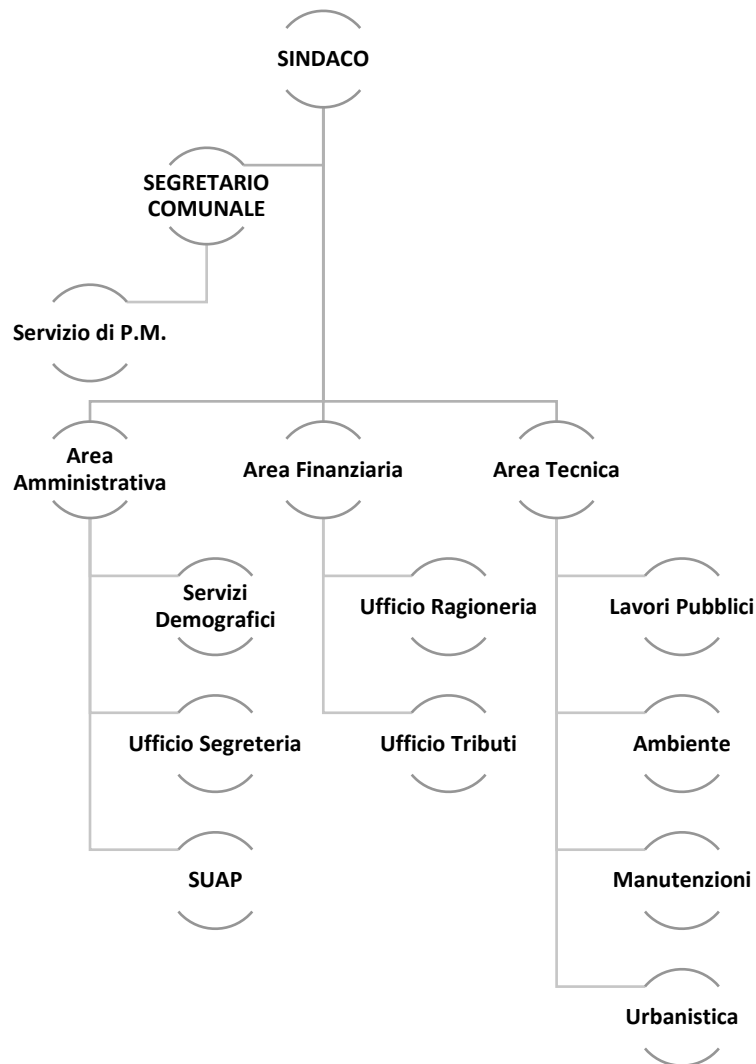 SINDACO
SEGRETARIO
COMUNALE
Servizio di P.M.
Area
Amministrativa
Area Finanziaria
Area Tecnica
Servizi
Demografici
Ufficio Ragioneria
Lavori Pubblici
Ufficio Segreteria
Ufficio Tributi
Ambiente
SUAP
Manutenzioni
Urbanistica